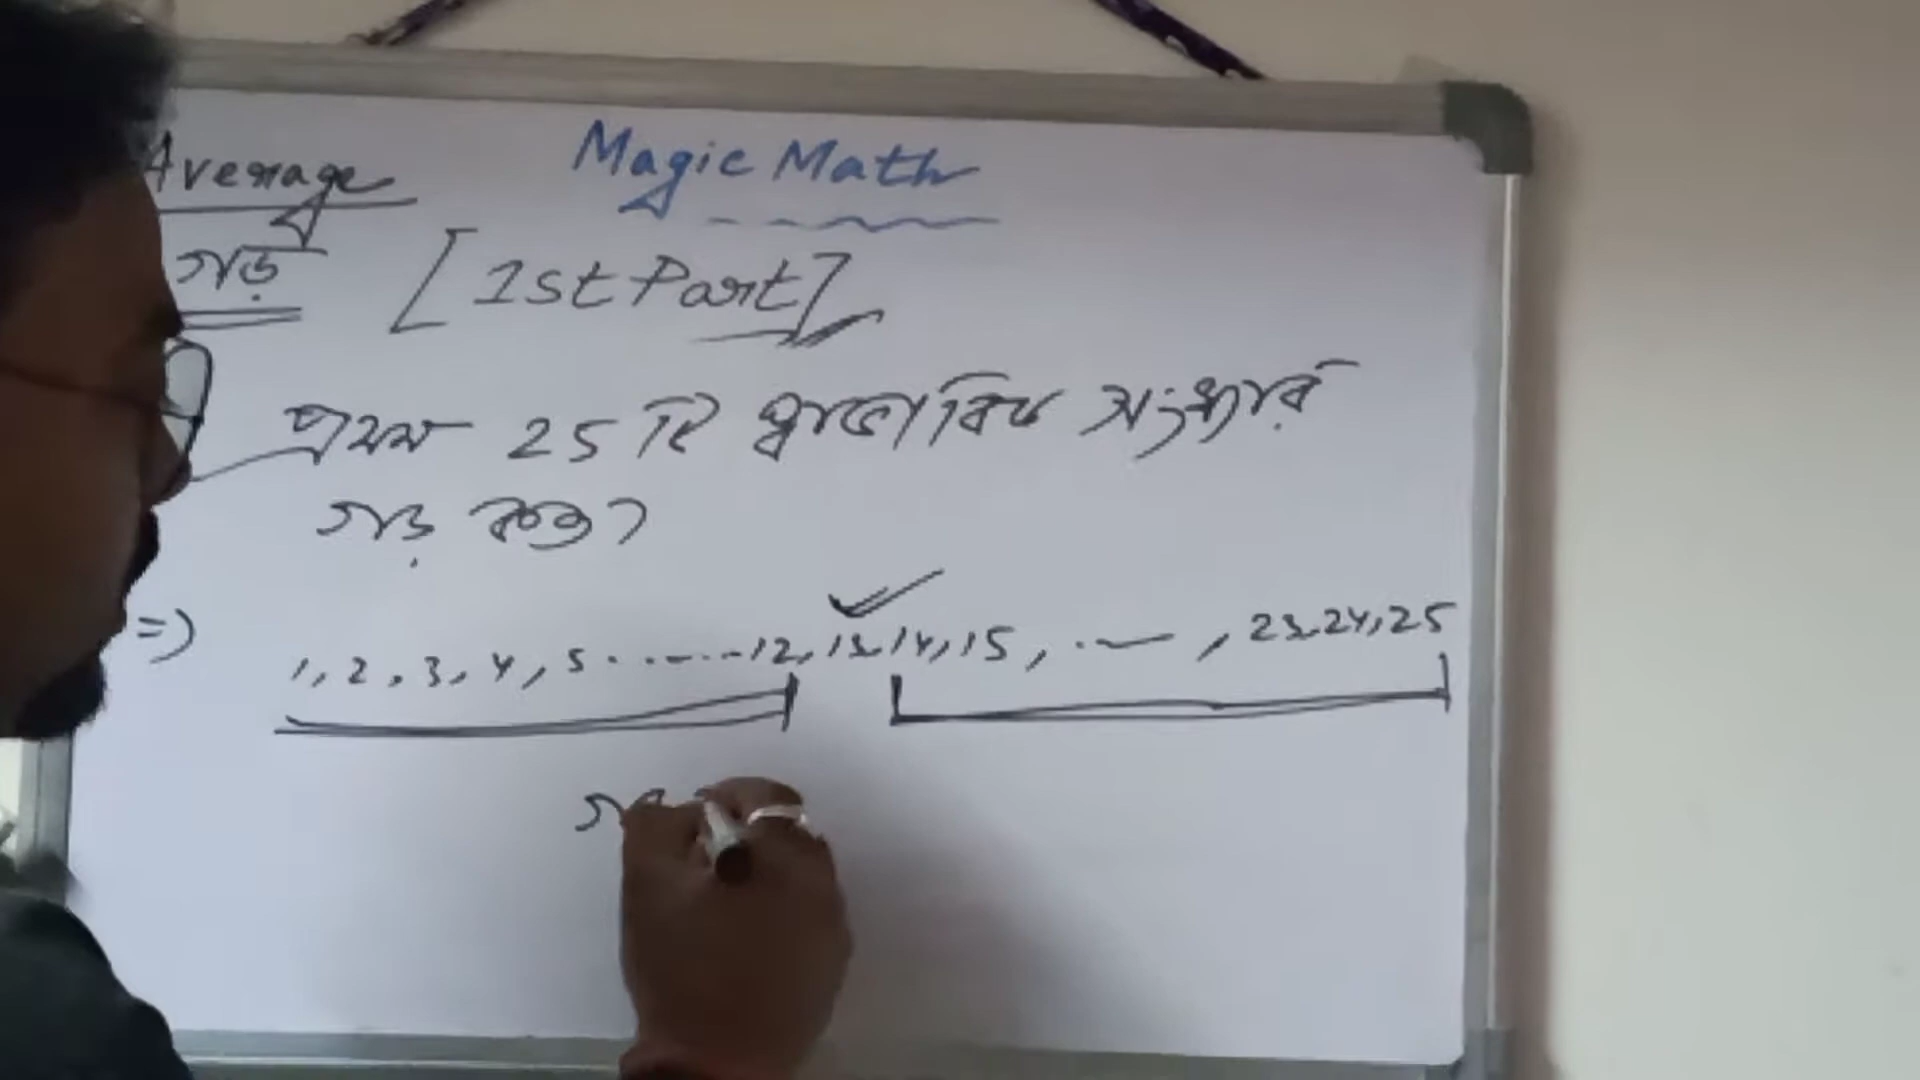 Average
Magic Math
গড়
[1st Part]
প্রথম 25 টি স্বাভাবিক সংখ্যার
গড় কত?
=> 1, 2, 3, 4, 5 ....... 12, 13, 14, 15, .. — , 23, 24, 25